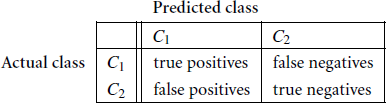 Predicted class
C1 C2
Actual class C1 true positives false negatives
C2 false positives true negatives